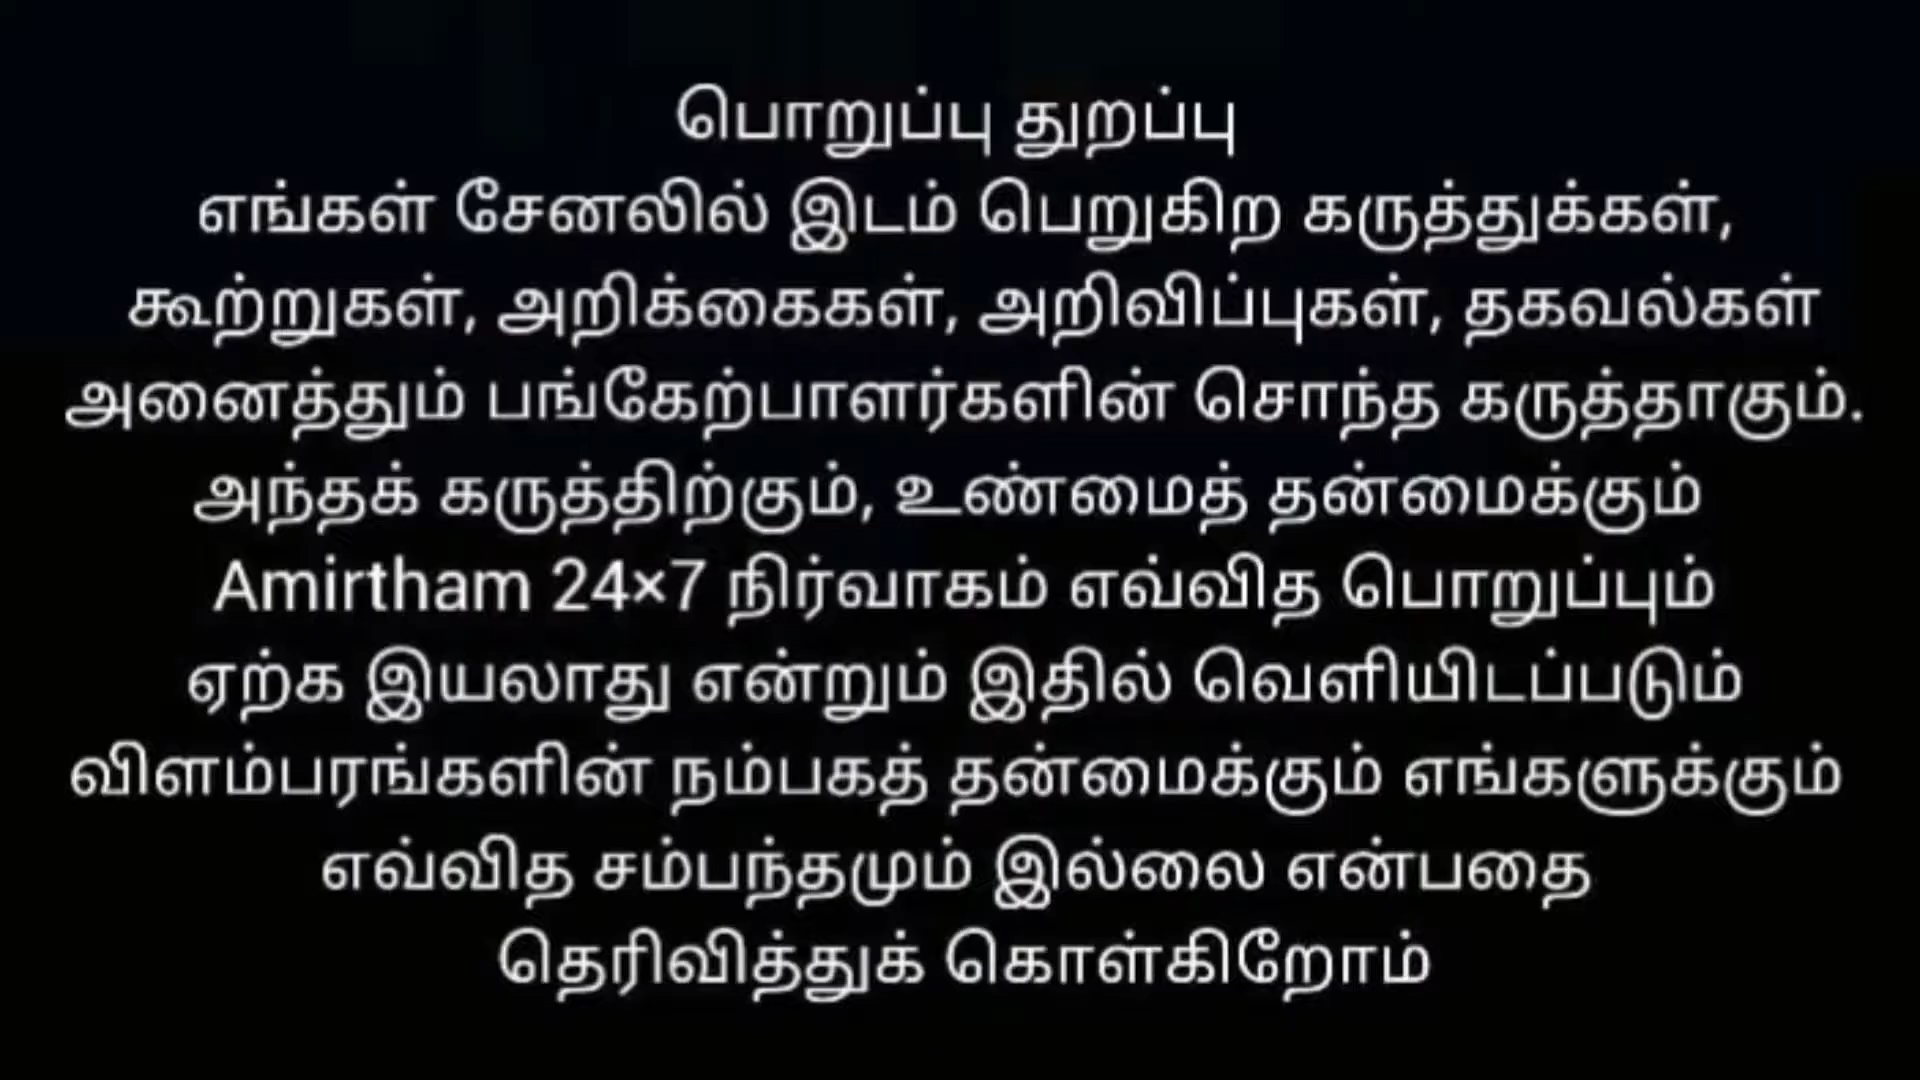 பொறுப்பு துறப்பு
எங்கள் சேனலில் இடம் பெறுகிற கருத்துக்கள்,
கூற்றுகள், அறிக்கைகள், அறிவிப்புகள், தகவல்கள்
அனைத்தும் பங்கேற்பாளர்களின் சொந்த கருத்தாகும்.
அந்தக் கருத்திற்கும், உண்மைத் தன்மைக்கும்
Amirtham 24×7 நிர்வாகம் எவ்வித பொறுப்பும்
ஏற்க இயலாது என்றும் இதில் வெளியிடப்படும்
விளம்பரங்களின் நம்பகத் தன்மைக்கும் எங்களுக்கும்
எவ்வித சம்பந்தமும் இல்லை என்பதை
தெரிவித்துக் கொள்கிறோம்